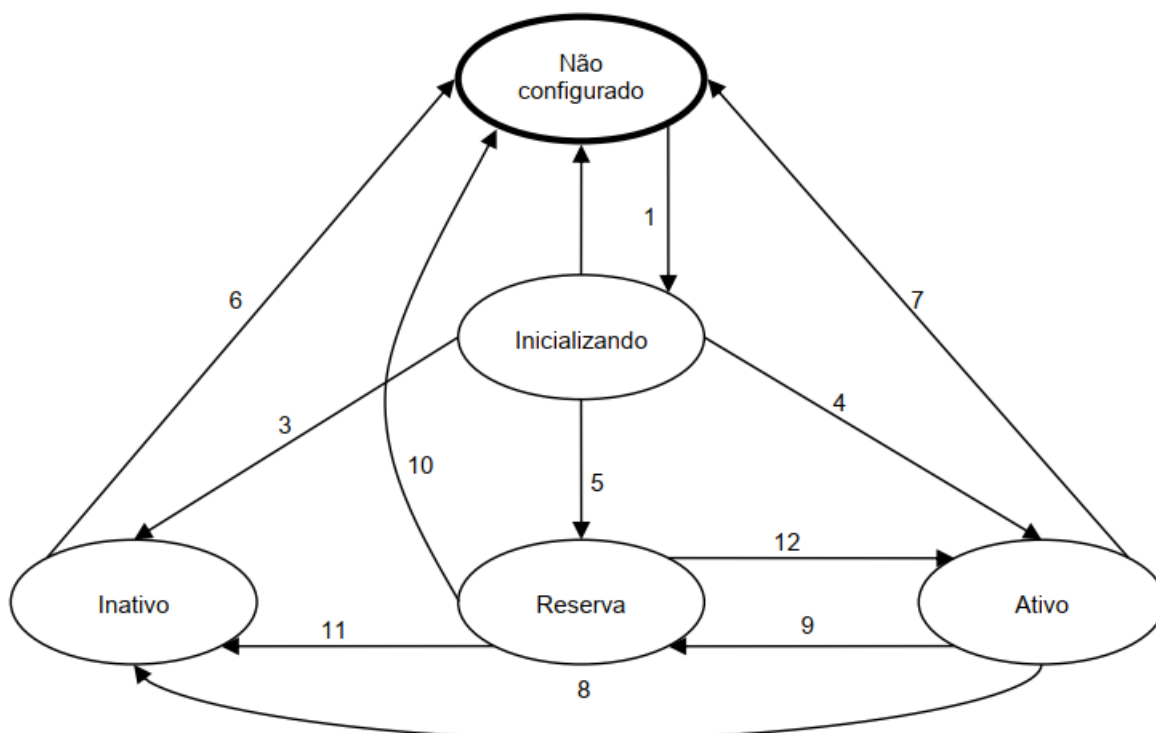 Não
configurado
1
6
7
Inicializando
4
3
10
5
12
Inativo
Reserva
Ativo
11
9
8